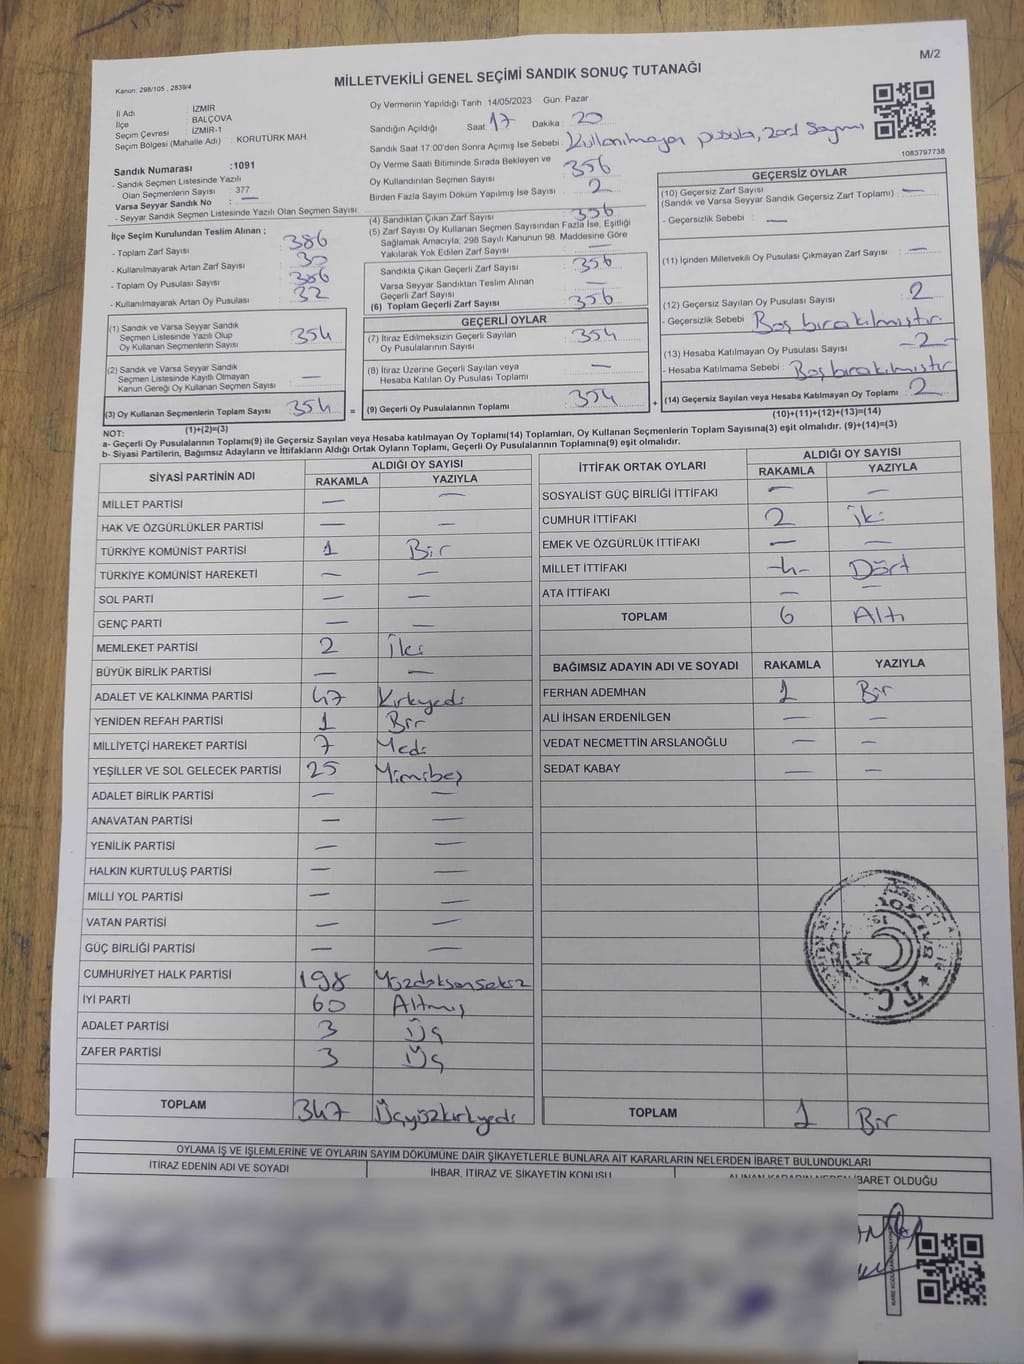 M/2
Kanun: 298/105 , 2839/4
MİLLETVEKİLİ GENEL SEÇİMİ SANDIK SONUÇ TUTANAĞI
İl Adı : İZMİR
İlçe : BALÇOVA
Seçim Çevresi : İZMİR-1
Seçim Bölgesi (Mahalle Adı) : KORUTÜRK MAH.
Oy Vermenin Yapıldığı Tarih 14/05/2023 Gün: Pazar
Sandığın Açıldığı Saat: 17 Dakika : 20
Sandık Saat 17:00'den Sonra Açımış İse Sebebi : Kullanılmayan pusula, zarf sayımı
1083797738
Sandık Numarası :1091
- Sandık Seçmen Listesinde Yazılı
Olan Seçmenlerin Sayısı : 377
Varsa Seyyar Sandık No : —
- Seyyar Sandık Seçmen Listesinde Yazılı Olan Seçmen Sayısı:
Oy Verme Saati Bitiminde Sırada Bekleyen ve
Oy Kullandırılan Seçmen Sayısı : 356
Birden Fazla Sayım Döküm Yapılmış İse Sayısı : 2
İlçe Seçim Kurulundan Teslim Alınan ;
- Toplam Zarf Sayısı : 386
- Kullanılmayarak Artan Zarf Sayısı : 30
- Toplam Oy Pusulası Sayısı : 386
- Kullanılmayarak Artan Oy Pusulası : 32
(4) Sandıktan Çıkan Zarf Sayısı : 356
(5) Zarf Sayısı Oy Kullanan Seçmen Sayısından Fazla İse, Eşitliği
Sağlamak Amacıyla, 298 Sayılı Kanunun 98. Maddesine Göre
Yakılarak Yok Edilen Zarf Sayısı : —
Sandıkta Çıkan Geçerli Zarf Sayısı : 356
Varsa Seyyar Sandıktan Teslim Alınan
Geçerli Zarf Sayısı : —
(6) Toplam Geçerli Zarf Sayısı : 356
GEÇERSİZ OYLAR
(10) Geçersiz Zarf Sayısı : —
(Sandık ve Varsa Seyyar Sandık Geçersiz Zarf Toplamı)
- Geçersizlik Sebebi : —
(11) İçinden Milletvekili Oy Pusulası Çıkmayan Zarf Sayısı : —
(12) Geçersiz Sayılan Oy Pusulası Sayısı : 2
- Geçersizlik Sebebi : Boş bırakılmıştır
(13) Hesaba Katılmayan Oy Pusulası Sayısı : -2-
- Hesaba Katılmama Sebebi : Boş bırakılmıştır
(14) Geçersiz Sayılan veya Hesaba Katılmayan Oy Toplamı : 2
(10)+(11)+(12)+(13)=(14)
(1) Sandık ve Varsa Seyyar Sandık
Seçmen Listesinde Yazılı Olup
Oy Kullanan Seçmenlerin Sayısı : 354
(2) Sandık ve Varsa Seyyar Sandık
Seçmen Listesinde Kayıtlı Olmayan
Kanun Gereği Oy Kullanan Seçmen Sayısı : —
(3) Oy Kullanan Seçmenlerin Toplam Sayısı : 354 =
(1)+(2)=(3)
GEÇERLİ OYLAR
(7) İtiraz Edilmeksizin Geçerli Sayılan
Oy Pusulalarının Sayısı : 354
(8) İtiraz Üzerine Geçerli Sayılan veya
Hesaba Katılan Oy Pusulası Toplamı : —
(9) Geçerli Oy Pusulalarının Toplamı : 354 +
NOT:
a- Geçerli Oy Pusulalarının Toplamı(9) ile Geçersiz Sayılan veya Hesaba katılmayan Oy Toplamı(14) Toplamları, Oy Kullanan Seçmenlerin Toplam Sayısına(3) eşit olmalıdır. (9)+(14)=(3)
b- Siyasi Partilerin, Bağımsız Adayların ve İttifakların Aldığı Ortak Oyların Toplamı, Geçerli Oy Pusulalarının Toplamına(9) eşit olmalıdır.
SİYASİ PARTİNİN ADI ALDIĞI OY SAYISI
RAKAMLA YAZIYLA
MİLLET PARTİSİ — —
HAK VE ÖZGÜRLÜKLER PARTİSİ — —
TÜRKİYE KOMÜNİST PARTİSİ 1 Bir
TÜRKİYE KOMÜNİST HAREKETİ — —
SOL PARTİ — —
GENÇ PARTİ — —
MEMLEKET PARTİSİ 2 İki
BÜYÜK BİRLİK PARTİSİ — —
ADALET VE KALKINMA PARTİSİ 47 Kırkyedi
YENİDEN REFAH PARTİSİ 1 Bir
MİLLİYETÇİ HAREKET PARTİSİ 7 Yedi
YEŞİLLER VE SOL GELECEK PARTİSİ 25 Yirmibeş
ADALET BİRLİK PARTİSİ — —
ANAVATAN PARTİSİ — —
YENİLİK PARTİSİ — —
HALKIN KURTULUŞ PARTİSİ — —
MİLLİ YOL PARTİSİ — —
VATAN PARTİSİ — —
GÜÇ BİRLİĞİ PARTİSİ — —
CUMHURİYET HALK PARTİSİ 198 Yüzdoksansekiz
İYİ PARTİ 60 Altmış
ADALET PARTİSİ 3 Üç
ZAFER PARTİSİ 3 Üç
TOPLAM 347 Üçyüzkırkyedi
İTTİFAK ORTAK OYLARI ALDIĞI OY SAYISI
RAKAMLA YAZIYLA
SOSYALİST GÜÇ BİRLİĞİ İTTİFAKI — —
CUMHUR İTTİFAKI 2 İki
EMEK VE ÖZGÜRLÜK İTTİFAKI — —
MİLLET İTTİFAKI -4- Dört
ATA İTTİFAKI — —
TOPLAM 6 Altı
BAĞIMSIZ ADAYIN ADI VE SOYADI RAKAMLA YAZIYLA
FERHAN ADEMHAN 1 Bir
ALİ İHSAN ERDENİLGEN — —
VEDAT NECMETTİN ARSLANOĞLU — —
SEDAT KABAY — —
T.C.
TOPLAM 1 Bir
OYLAMA İŞ VE İŞLEMLERİNE VE OYLARIN SAYIM DÖKÜMÜNE DAİR ŞİKAYETLERLE BUNLARA AİT KARARLARIN NELERDEN İBARET BULUNDUKLARI
İTİRAZ EDENİN ADI VE SOYADI
İHBAR, İTİRAZ VE ŞİKAYETİN KONUSU
ALINAN KARARIN NEDEN İBARET OLDUĞU